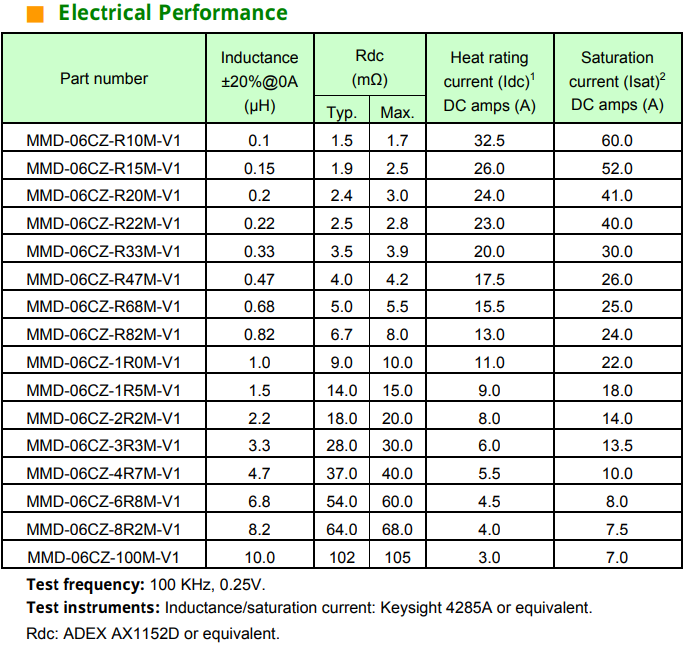 Electrical Performance
Part number Inductance ±20%@0A (μH) Rdc (mΩ) Typ. Max. Heat rating current (Idc)1 DC amps (A) Saturation current (Isat)2 DC amps (A)
MMD-06CZ-R10M-V1 0.1 1.5 1.7 32.5 60.0
MMD-06CZ-R15M-V1 0.15 1.9 2.5 26.0 52.0
MMD-06CZ-R20M-V1 0.2 2.4 3.0 24.0 41.0
MMD-06CZ-R22M-V1 0.22 2.5 2.8 23.0 40.0
MMD-06CZ-R33M-V1 0.33 3.5 3.9 20.0 30.0
MMD-06CZ-R47M-V1 0.47 4.0 4.2 17.5 26.0
MMD-06CZ-R68M-V1 0.68 5.0 5.5 15.5 25.0
MMD-06CZ-R82M-V1 0.82 6.7 8.0 13.0 24.0
MMD-06CZ-1R0M-V1 1.0 9.0 10.0 11.0 22.0
MMD-06CZ-1R5M-V1 1.5 14.0 15.0 9.0 18.0
MMD-06CZ-2R2M-V1 2.2 18.0 20.0 8.0 14.0
MMD-06CZ-3R3M-V1 3.3 28.0 30.0 6.0 13.5
MMD-06CZ-4R7M-V1 4.7 37.0 40.0 5.5 10.0
MMD-06CZ-6R8M-V1 6.8 54.0 60.0 4.5 8.0
MMD-06CZ-8R2M-V1 8.2 64.0 68.0 4.0 7.5
MMD-06CZ-100M-V1 10.0 102 105 3.0 7.0
Test frequency: 100 KHz, 0.25V.
Test instruments: Inductance/saturation current: Keysight 4285A or equivalent.
Rdc: ADEX AX1152D or equivalent.